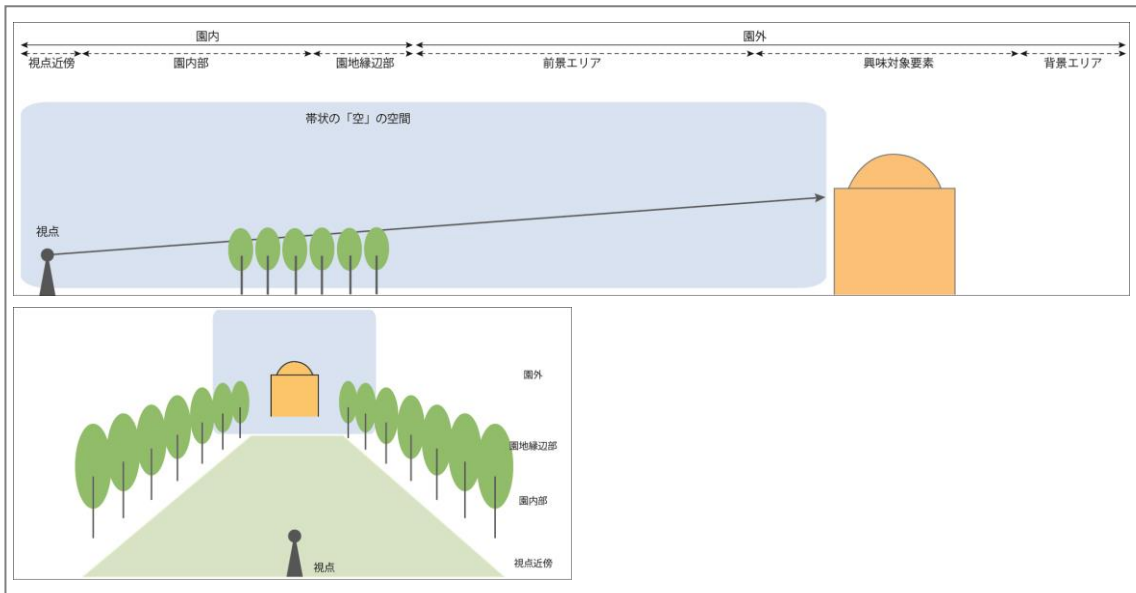 園内
園外
視点近傍
園内部
園地縁辺部
前景エリア
興味対象要素
背景エリア
帯状の「空」の空間
視点
園外
園地縁辺部
園内部
視点近傍
視点